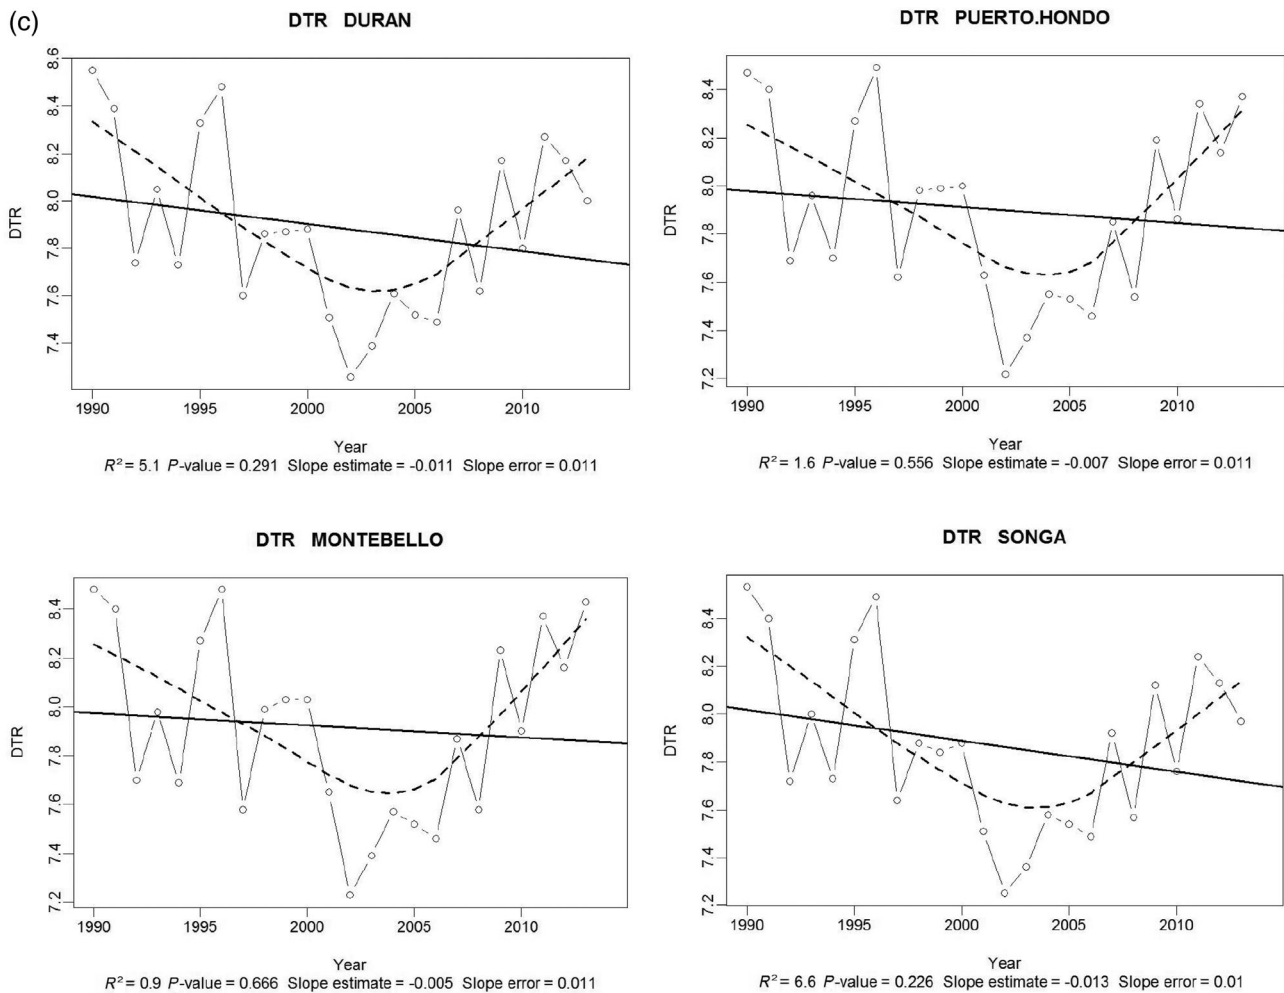 (c)
DTR DURAN
8.6
8.4
8.2
8.0
7.8
7.6
7.4
DTR
1990 1995 2000 2005 2010
Year
R² = 5.1 P-value = 0.291 Slope estimate = -0.011 Slope error = 0.011
DTR PUERTO.HONDO
8.4
8.2
8.0
7.8
7.6
7.4
7.2
DTR
1990 1995 2000 2005 2010
Year
R² = 1.6 P-value = 0.556 Slope estimate = -0.007 Slope error = 0.011
DTR MONTEBELLO
8.4
8.2
8.0
7.8
7.6
7.4
7.2
DTR
1990 1995 2000 2005 2010
Year
R² = 0.9 P-value = 0.666 Slope estimate = -0.005 Slope error = 0.011
DTR SONGA
8.4
8.2
8.0
7.8
7.6
7.4
7.2
DTR
1990 1995 2000 2005 2010
Year
R² = 6.6 P-value = 0.226 Slope estimate = -0.013 Slope error = 0.01